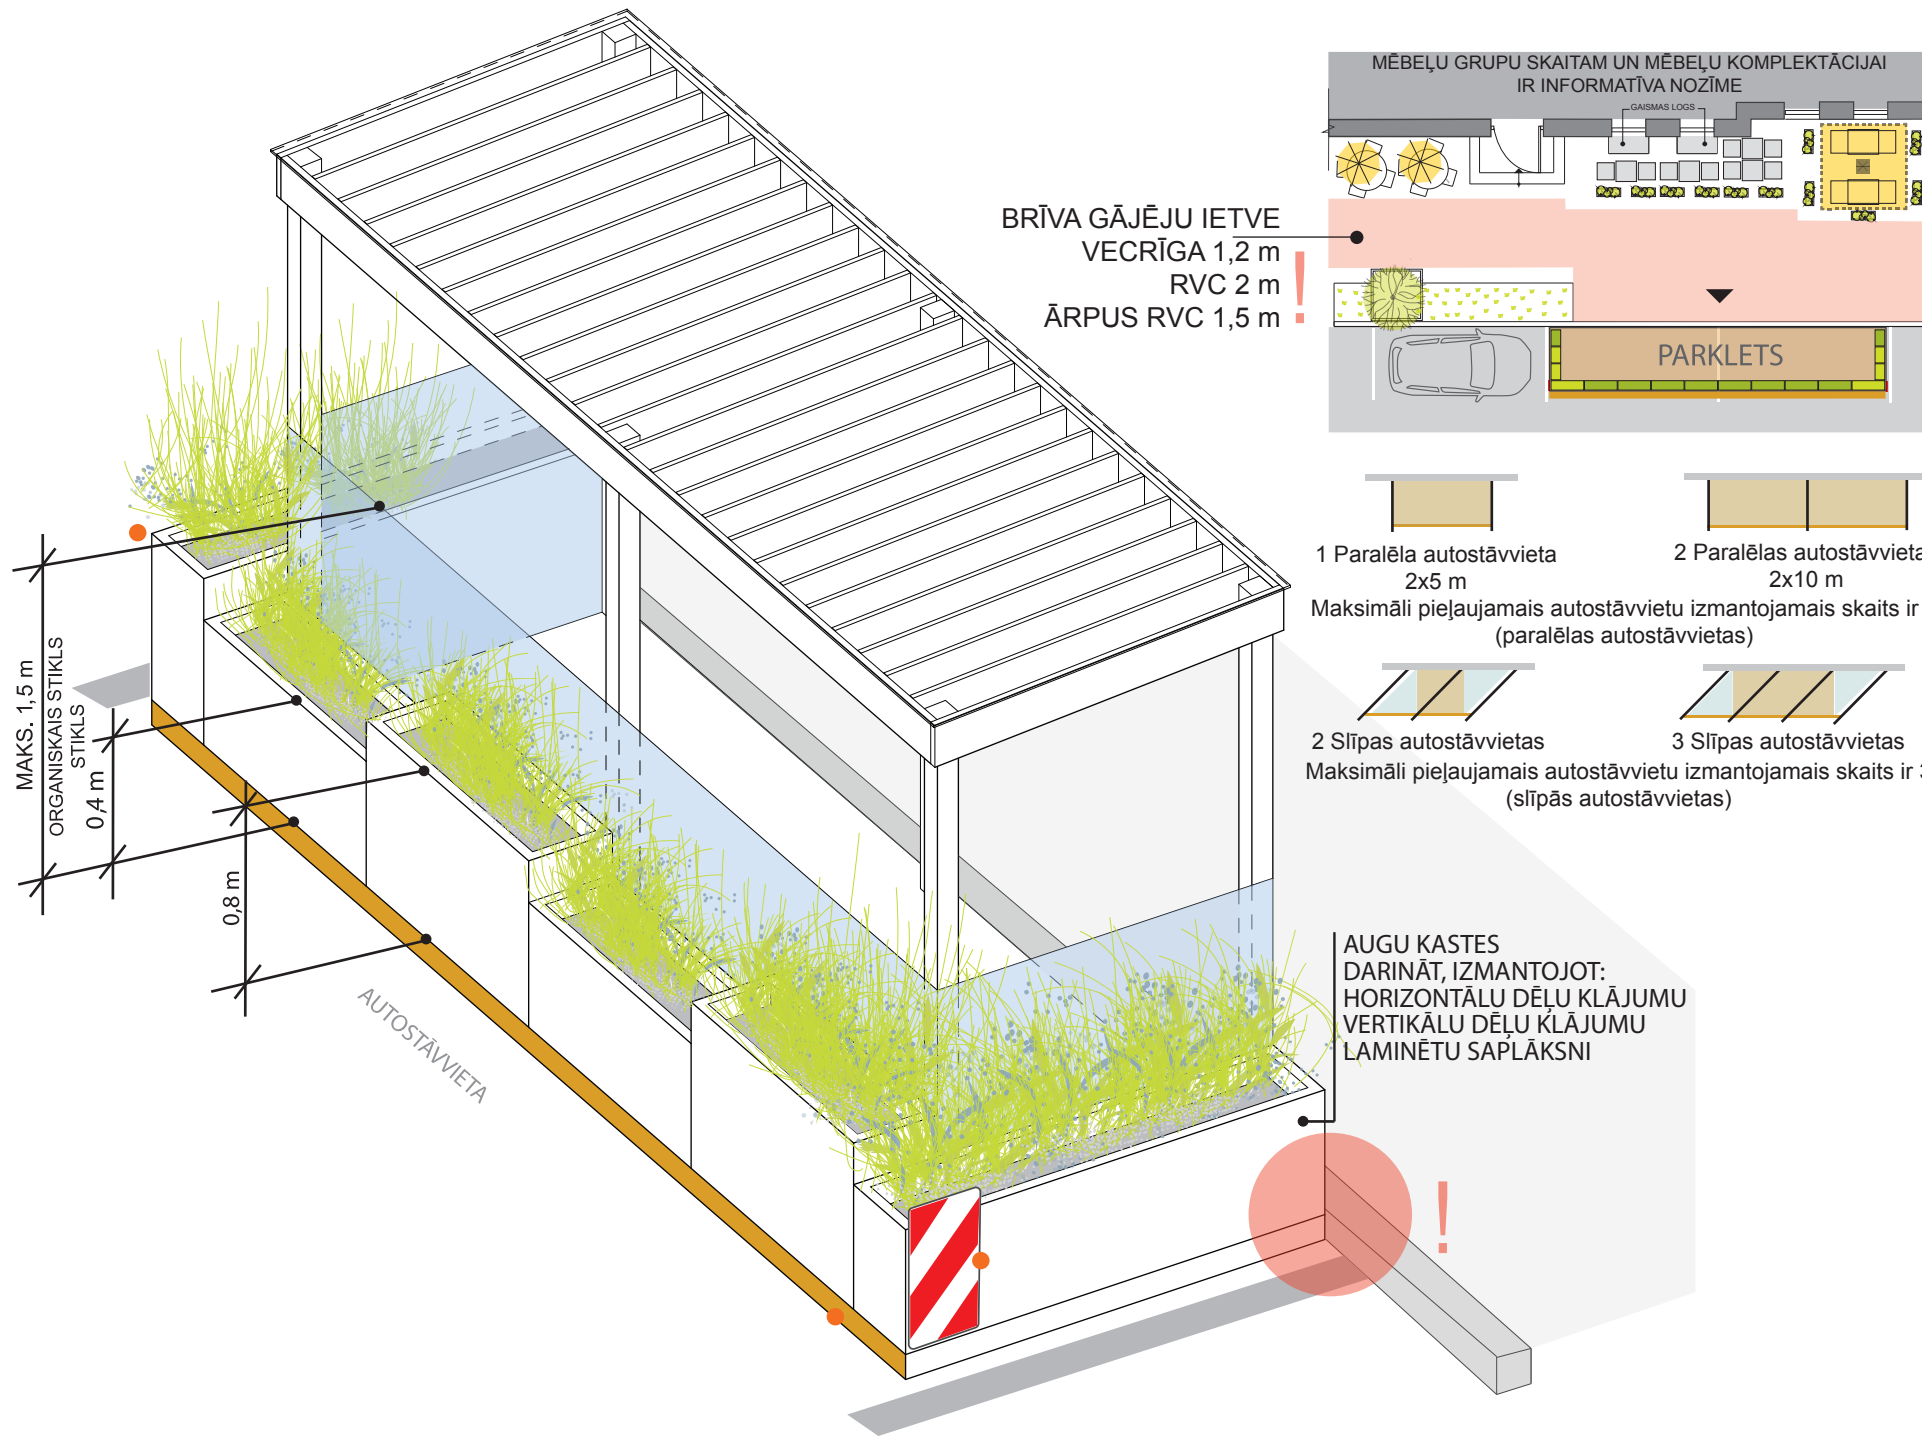 MĒBEĻU GRUPU SKAITAM UN MĒBEĻU KOMPLEKTĀCIJAI
IR INFORMATĪVA NOZĪME
GAISMAS LOGS
BRĪVA GĀJĒJU IETVE
VECRĪGA 1,2 m
RVC 2 m
ĀRPUS RVC 1,5 m
!
PARKLETS
1 Paralēla autostāvvieta
2x5 m
2 Paralēlas autostāvvieta
2x10 m
Maksimāli pieļaujamais autostāvvietu izmantojamais skaits ir
(paralēlas autostāvvietas)
2 Slīpas autostāvvietas
3 Slīpas autostāvvietas
Maksimāli pieļaujamais autostāvvietu izmantojamais skaits ir 3
(slīpās autostāvvietas)
MAKS. 1,5 m
ORGANISKAIS STIKLS
STIKLS
0,4 m
0,8 m
AUTOSTĀVVIETA
AUGU KASTES
DARINĀT, IZMANTOJOT:
HORIZONTĀLU DĒĻU KLĀJUMU
VERTIKĀLU DĒĻU KLĀJUMU
LAMINĒTU SAPLĀKSNI
!